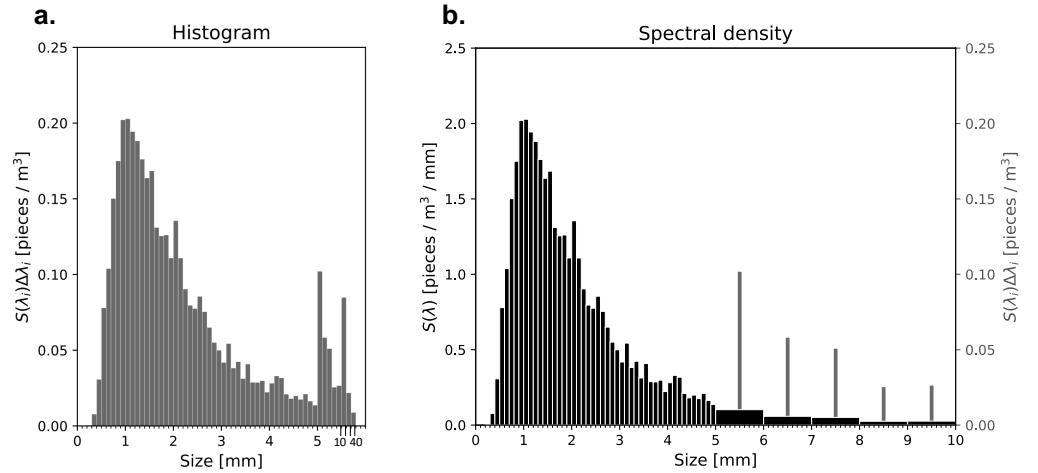 a.
Histogram
S(λᵢ)Δλᵢ [pieces / m³]
0.25
0.20
0.15
0.10
0.05
0.00
0 1 2 3 4 5 10 40
Size [mm]
b.
Spectral density
S(λ) [pieces / m³ / mm]
2.5
2.0
1.5
1.0
0.5
0.0
0 1 2 3 4 5 6 7 8 9 10
Size [mm]
0.25
0.20
0.15
0.10
0.05
0.00
S(λᵢ)Δλᵢ [pieces / m³]